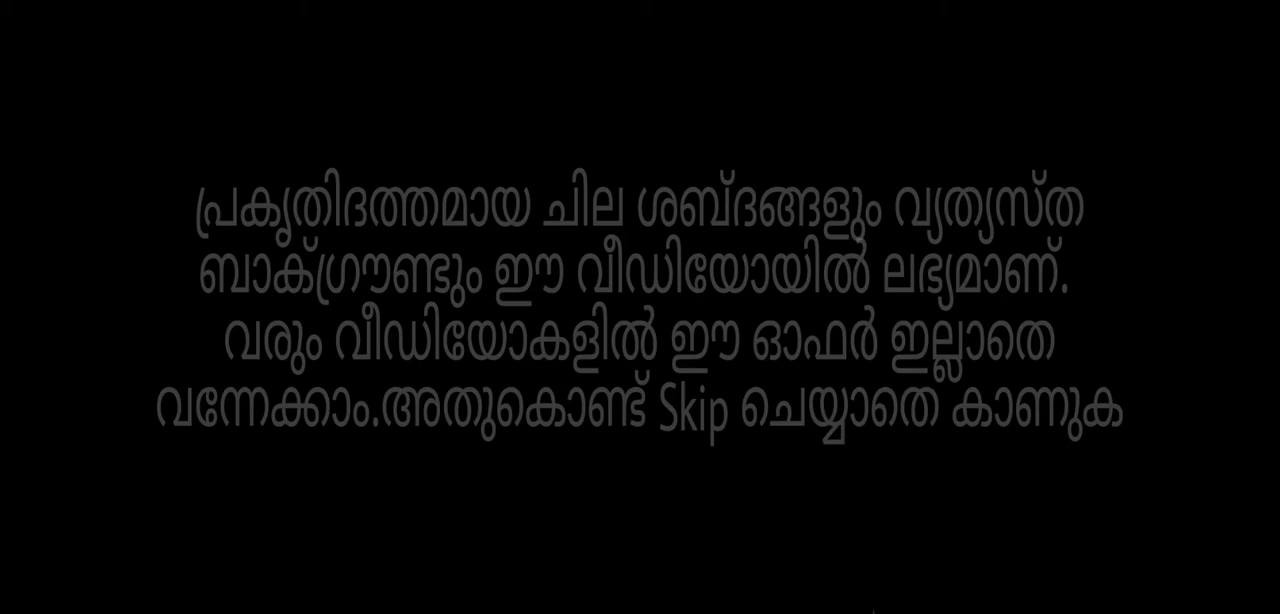 പ്രകൃതിദത്തമായ ചില ശബ്ദങ്ങളും വ്യത്യസ്ത
ബാക്ഗ്രൗണ്ടും ഈ വീഡിയോയിൽ ലഭ്യമാണ്.
വരും വീഡിയോകളിൽ ഈ ഓഫർ ഇല്ലാതെ
വന്നേക്കാം.അതുകൊണ്ട് Skip ചെയ്യാതെ കാണുക